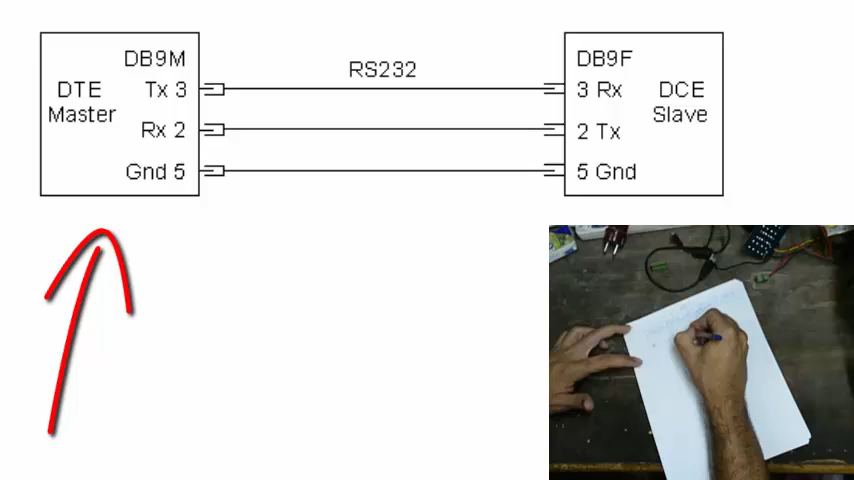 RS232
DB9M
DTE
Master
Tx 3
Rx 2
Gnd 5
DB9F
3 Rx
2 Tx
5 Gnd
DCE
Slave